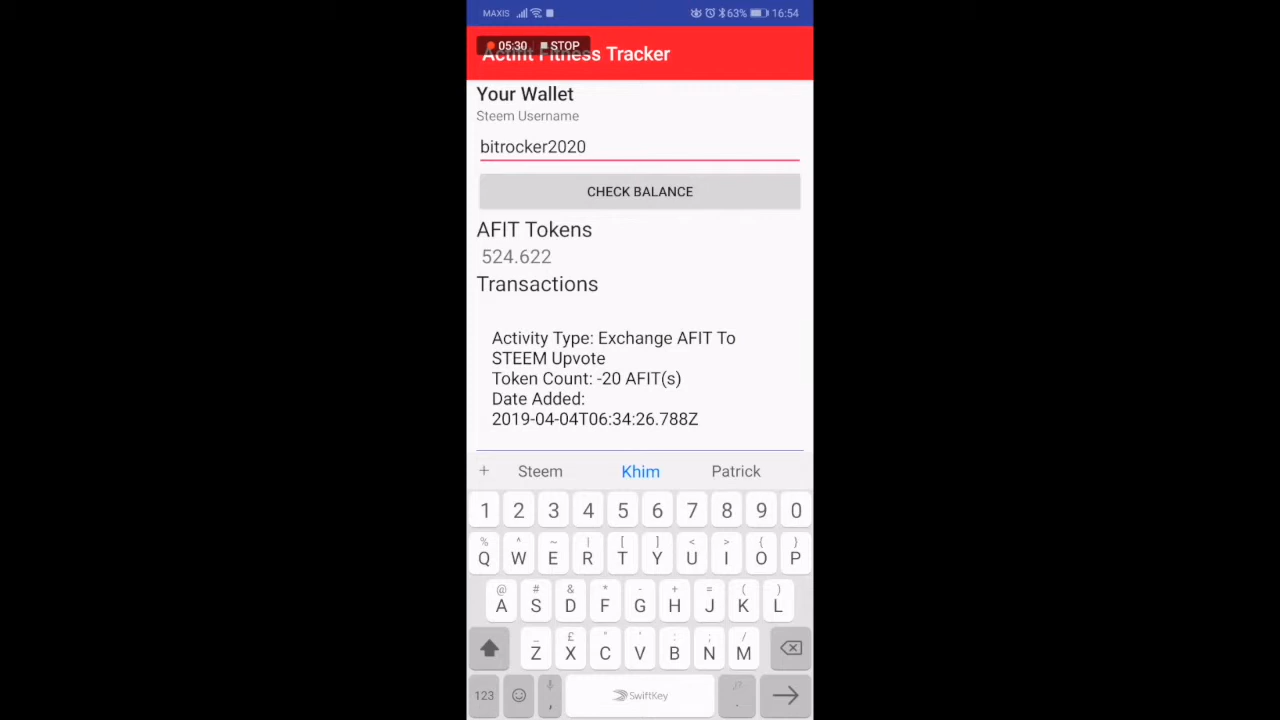 MAXIS 63% 16:54
05:30 STOP
Actifit Fitness Tracker
Your Wallet
Steem Username
bitrocker2020
CHECK BALANCE
AFIT Tokens
524.622
Transactions
Activity Type: Exchange AFIT To
STEEM Upvote
Token Count: -20 AFIT(s)
Date Added:
2019-04-04T06:34:26.788Z
+ Steem Khim Patrick
1 2 3 4 5 6 7 8 9 0
% ^ ~ | [ ] < > { }
Q W E R T Y U I O P
@ # & * - + = ( )
A S D F G H J K L
_ £ " ' : ; /
Z X C V B N M
123 , SwiftKey .